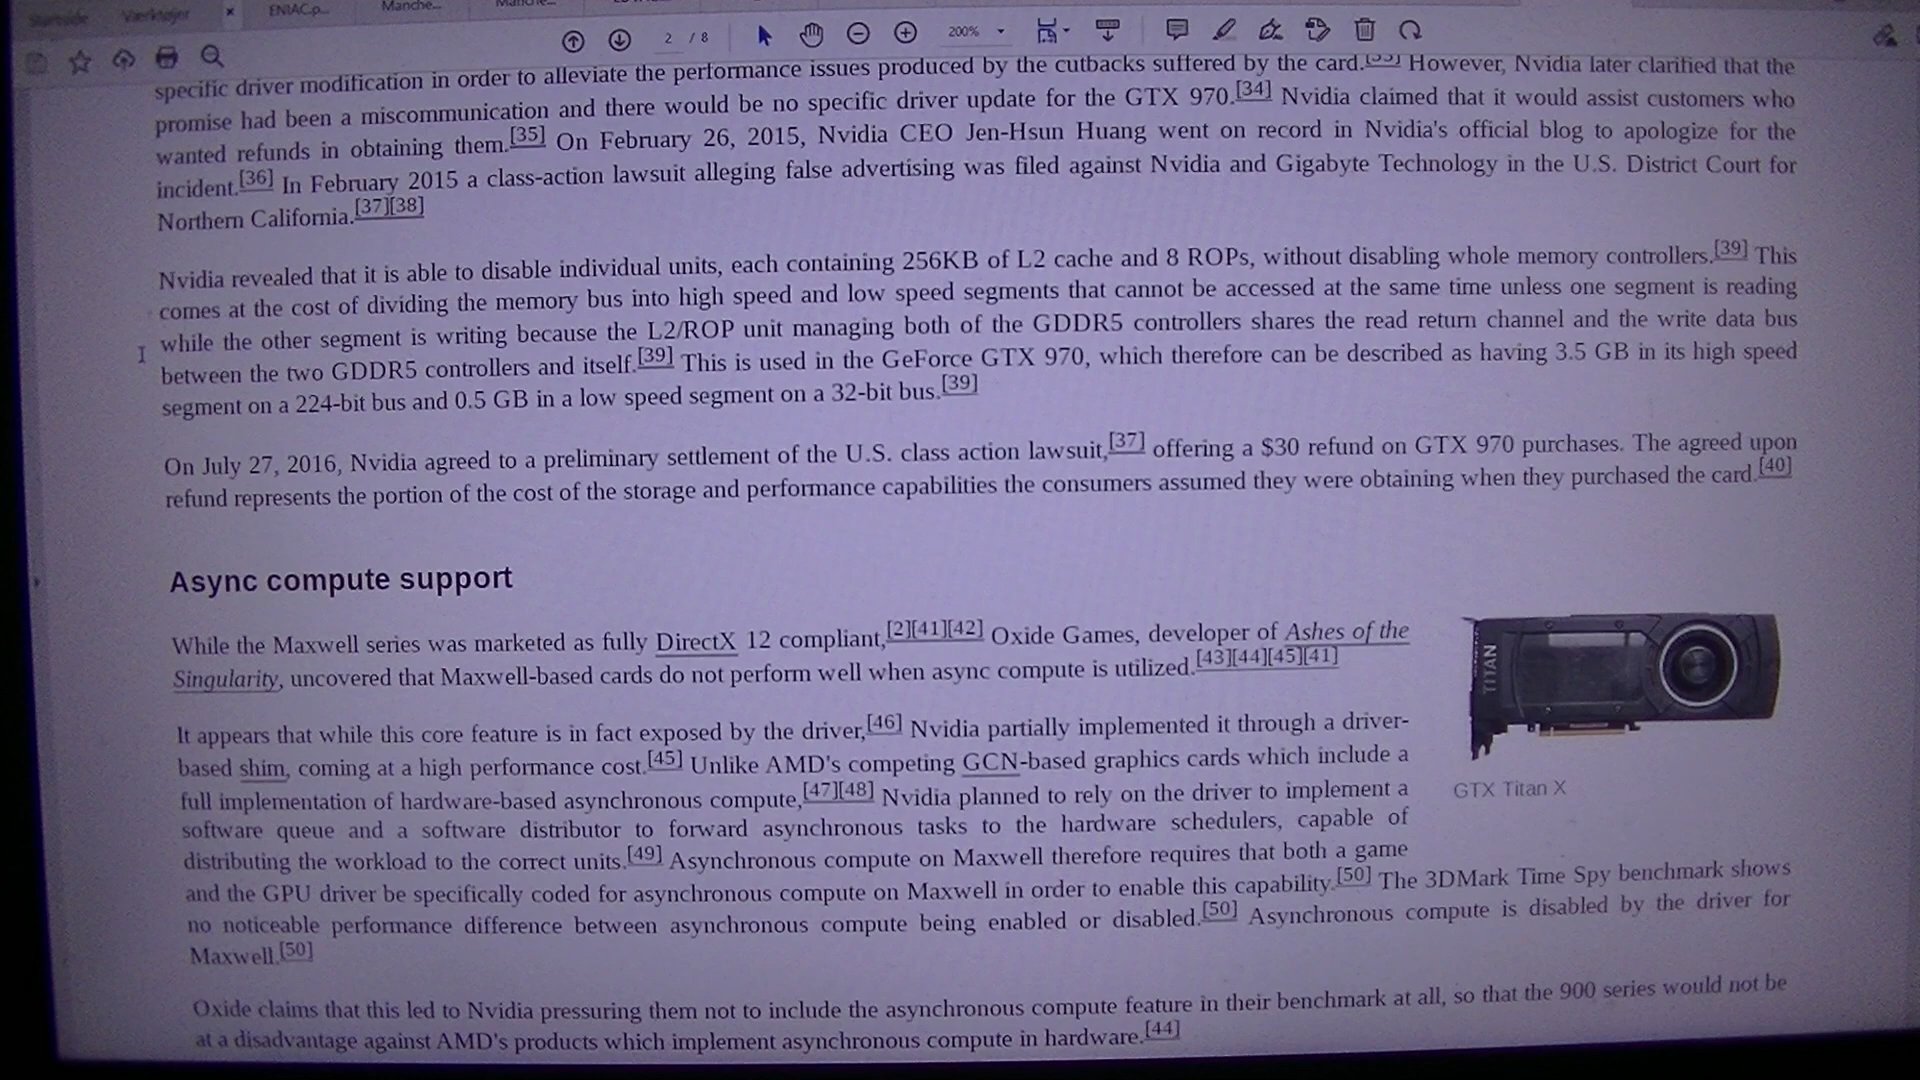 Startside Værktøjer × ENIAC.p... Manche... Manche...
2 / 8 200%
specific driver modification in order to alleviate the performance issues produced by the cutbacks suffered by the card.[33] However, Nvidia later clarified that the
promise had been a miscommunication and there would be no specific driver update for the GTX 970.[34] Nvidia claimed that it would assist customers who
wanted refunds in obtaining them.[35] On February 26, 2015, Nvidia CEO Jen-Hsun Huang went on record in Nvidia's official blog to apologize for the
incident.[36] In February 2015 a class-action lawsuit alleging false advertising was filed against Nvidia and Gigabyte Technology in the U.S. District Court for
Northern California.[37][38]
Nvidia revealed that it is able to disable individual units, each containing 256KB of L2 cache and 8 ROPs, without disabling whole memory controllers.[39] This
comes at the cost of dividing the memory bus into high speed and low speed segments that cannot be accessed at the same time unless one segment is reading
while the other segment is writing because the L2/ROP unit managing both of the GDDR5 controllers shares the read return channel and the write data bus
between the two GDDR5 controllers and itself.[39] This is used in the GeForce GTX 970, which therefore can be described as having 3.5 GB in its high speed
segment on a 224-bit bus and 0.5 GB in a low speed segment on a 32-bit bus.[39]
On July 27, 2016, Nvidia agreed to a preliminary settlement of the U.S. class action lawsuit,[37] offering a $30 refund on GTX 970 purchases. The agreed upon
refund represents the portion of the cost of the storage and performance capabilities the consumers assumed they were obtaining when they purchased the card.[40]
Async compute support
While the Maxwell series was marketed as fully DirectX 12 compliant,[2][41][42] Oxide Games, developer of Ashes of the
Singularity, uncovered that Maxwell-based cards do not perform well when async compute is utilized.[43][44][45][41]
It appears that while this core feature is in fact exposed by the driver,[46] Nvidia partially implemented it through a driver-
based shim, coming at a high performance cost.[45] Unlike AMD's competing GCN-based graphics cards which include a
full implementation of hardware-based asynchronous compute,[47][48] Nvidia planned to rely on the driver to implement a
software queue and a software distributor to forward asynchronous tasks to the hardware schedulers, capable of
distributing the workload to the correct units.[49] Asynchronous compute on Maxwell therefore requires that both a game
and the GPU driver be specifically coded for asynchronous compute on Maxwell in order to enable this capability.[50] The 3DMark Time Spy benchmark shows
no noticeable performance difference between asynchronous compute being enabled or disabled.[50] Asynchronous compute is disabled by the driver for
Maxwell.[50]
TITAN
GTX Titan X
Oxide claims that this led to Nvidia pressuring them not to include the asynchronous compute feature in their benchmark at all, so that the 900 series would not be
at a disadvantage against AMD's products which implement asynchronous compute in hardware.[44]